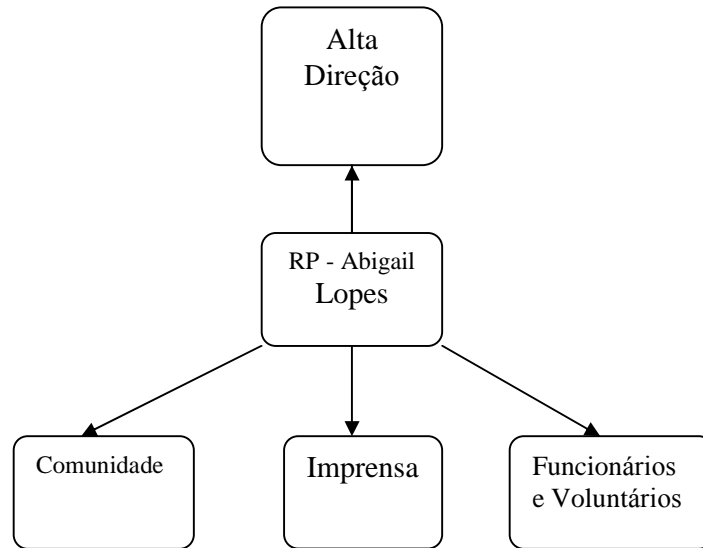 Alta
Direção
RP - Abigail
Lopes
Comunidade
Imprensa
Funcionários
e Voluntários